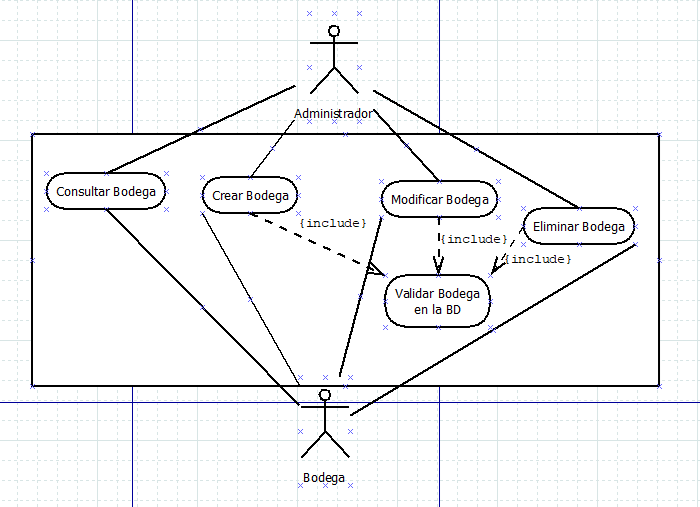 Administrador
Consultar Bodega
Crear Bodega
Modificar Bodega
Eliminar Bodega
{include}
{include}
{include}
Validar Bodega
en la BD
Bodega